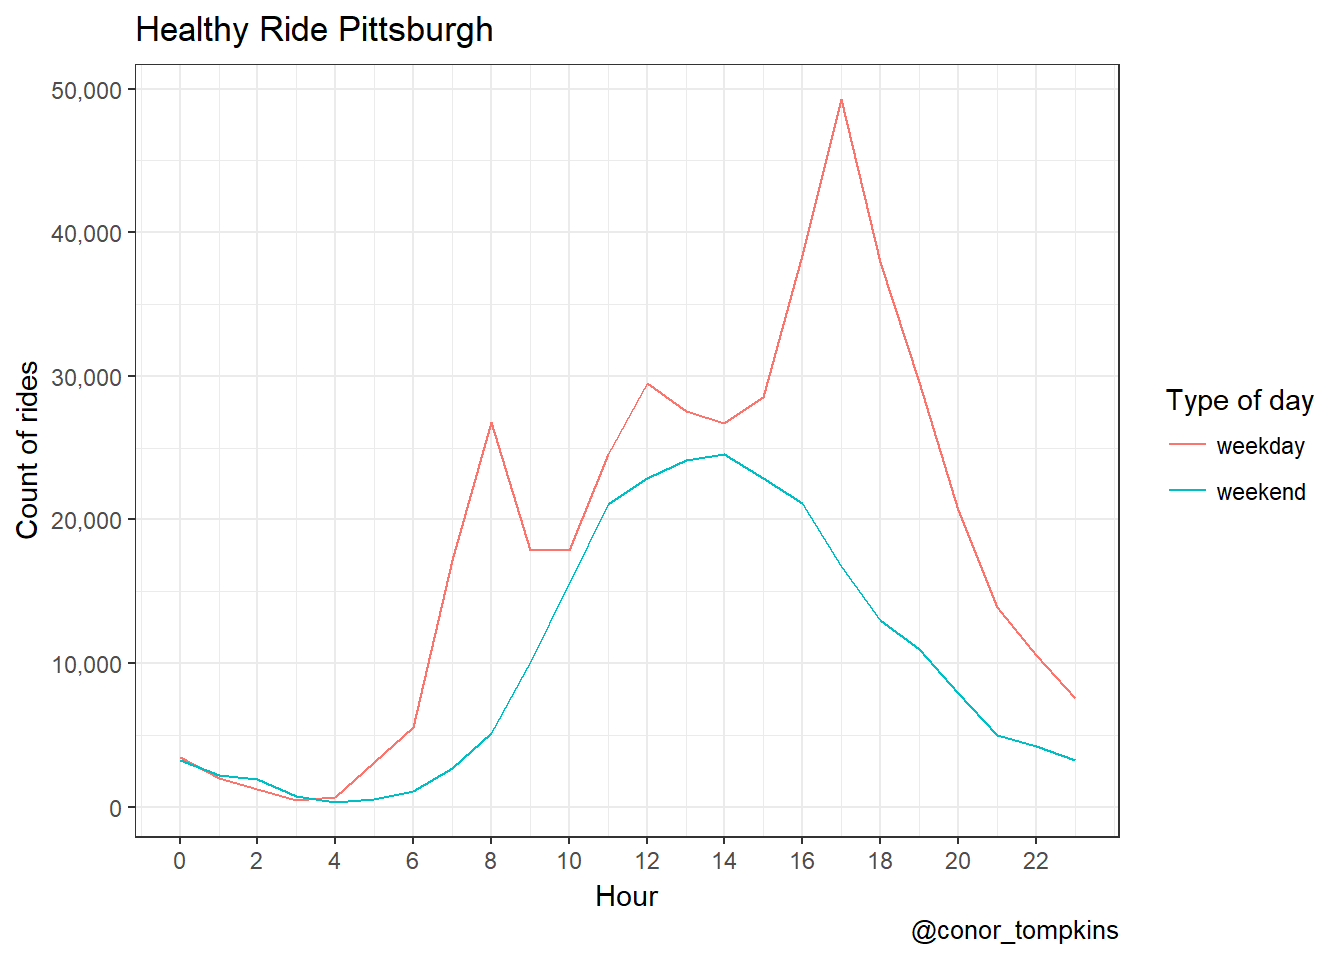 Healthy Ride Pittsburgh
50,000
40,000
30,000
20,000
10,000
0
Count of rides
0 2 4 6 8 10 12 14 16 18 20 22
Hour
Type of day
weekday
weekend
@conor_tompkins